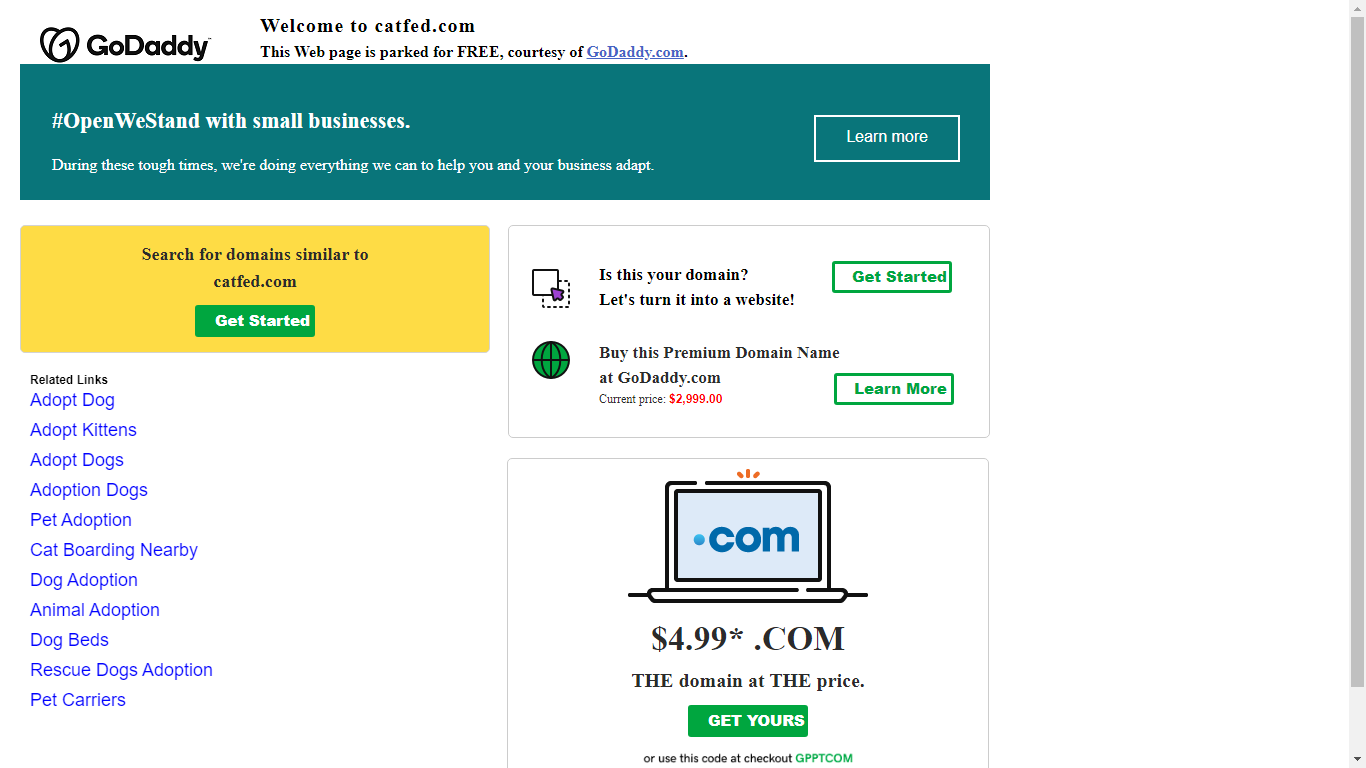 GoDaddy
Welcome to catfed.com
This Web page is parked for FREE, courtesy of GoDaddy.com.
#OpenWeStand with small businesses.
During these tough times, we're doing everything we can to help you and your business adapt.
Learn more
Search for domains similar to
catfed.com
Get Started
Related Links
Adopt Dog
Adopt Kittens
Adopt Dogs
Adoption Dogs
Pet Adoption
Cat Boarding Nearby
Dog Adoption
Animal Adoption
Dog Beds
Rescue Dogs Adoption
Pet Carriers
Is this your domain?
Let's turn it into a website!
Get Started
Buy this Premium Domain Name
at GoDaddy.com
Current price: $2,999.00
Learn More
.com
$4.99* .COM
THE domain at THE price.
GET YOURS
or use this code at checkout GPPTCOM